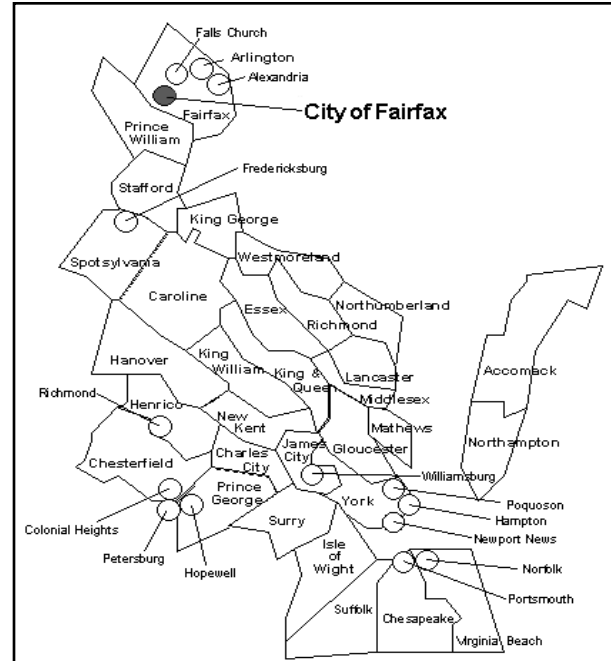 Falls Church
Arlington
Alexandria
City of Fairfax
Fairfax
Prince
William
Fredericksburg
Stafford
King George
Westmoreland
Spotsylvania
Caroline
Essex
Northumberland
Richmond
Hanover
King
William
King &
Queen
Lancaster
Accomack
Middlesex
Richmond
Henrico
New
Kent
Mathews
Northampton
James
City
Gloucester
Charles
City
Chesterfield
Williamsburg
Prince
George
York
Poquoson
Hampton
Surry
Newport News
Colonial Heights
Petersburg
Hopewell
Isle
of
Wight
Norfolk
Portsmouth
Suffolk
Chesapeake
Virginia Beach